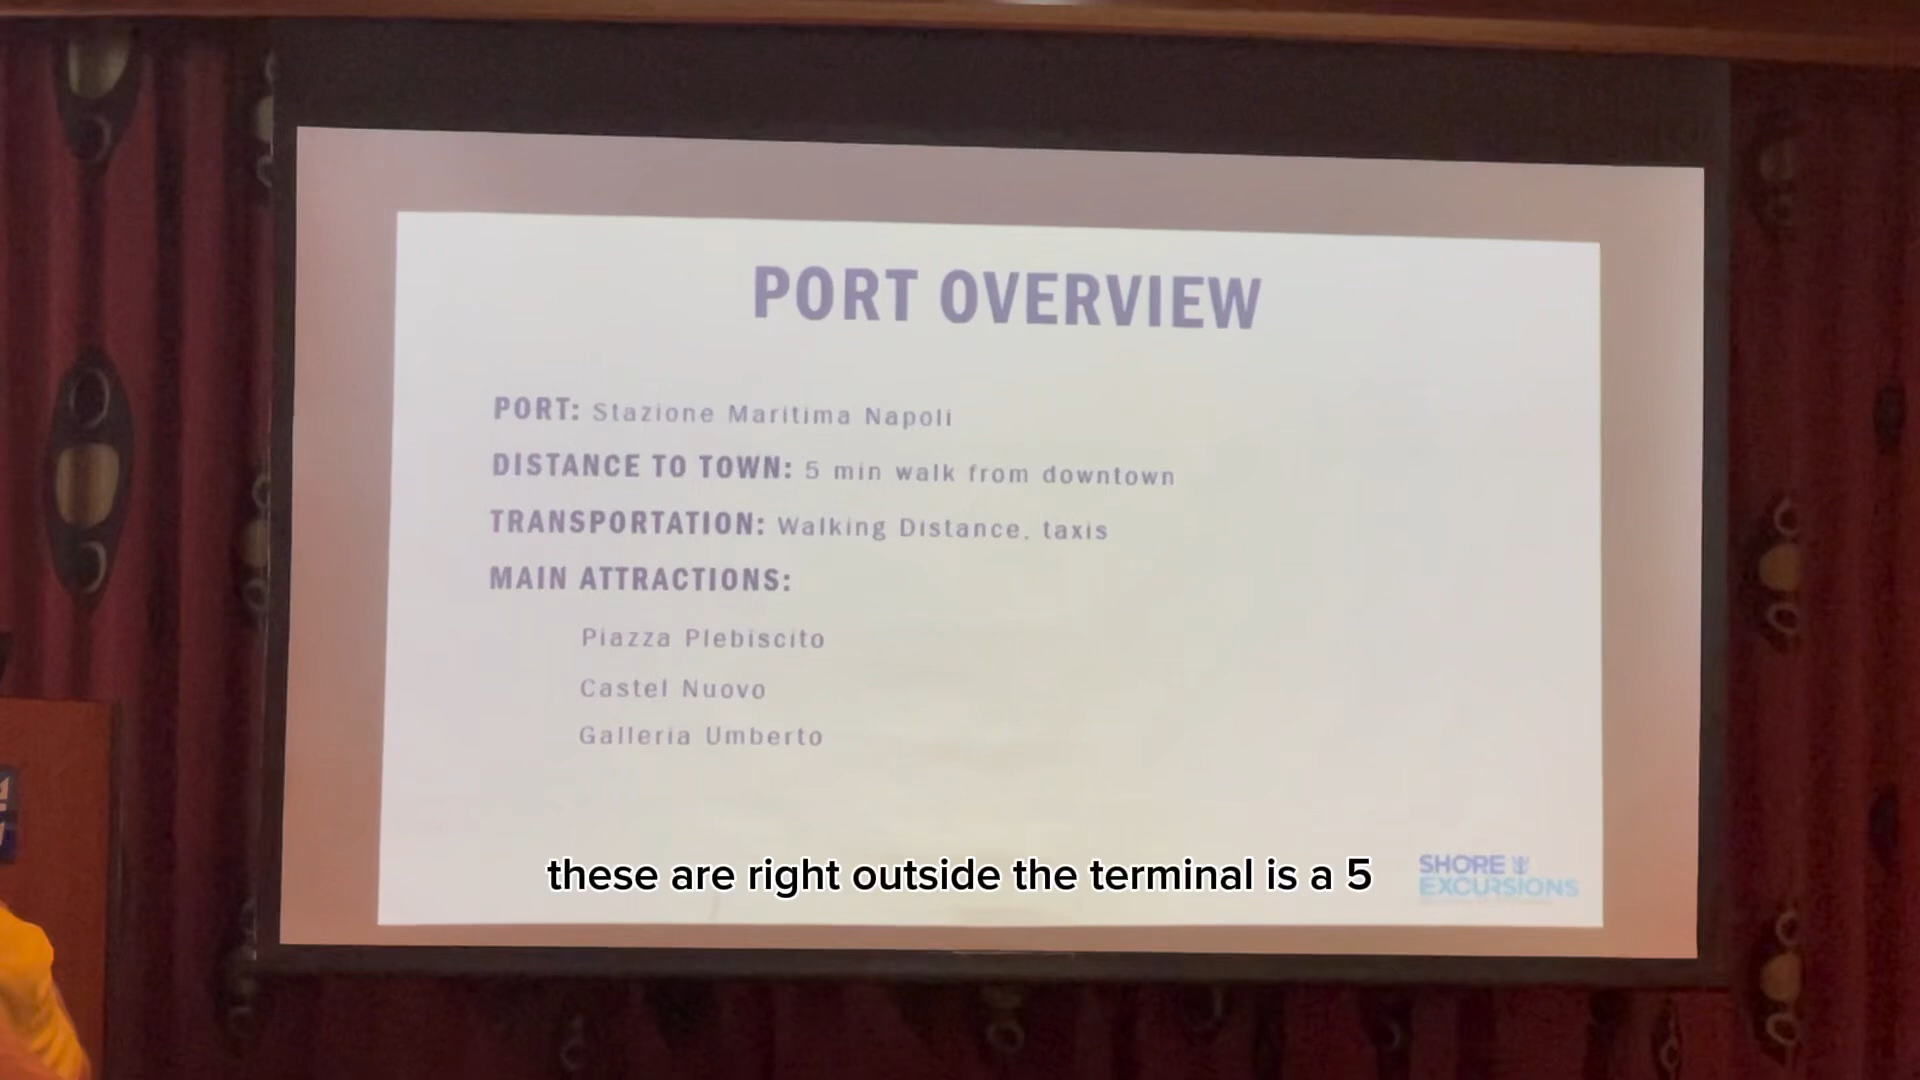 PORT OVERVIEW
PORT: Stazione Maritima Napoli
DISTANCE TO TOWN: 5 min walk from downtown
TRANSPORTATION: Walking Distance, taxis
MAIN ATTRACTIONS:
Piazza Plebiscito
Castel Nuovo
Galleria Umberto
these are right outside the terminal is a 5
SHORE
EXCURSIONS